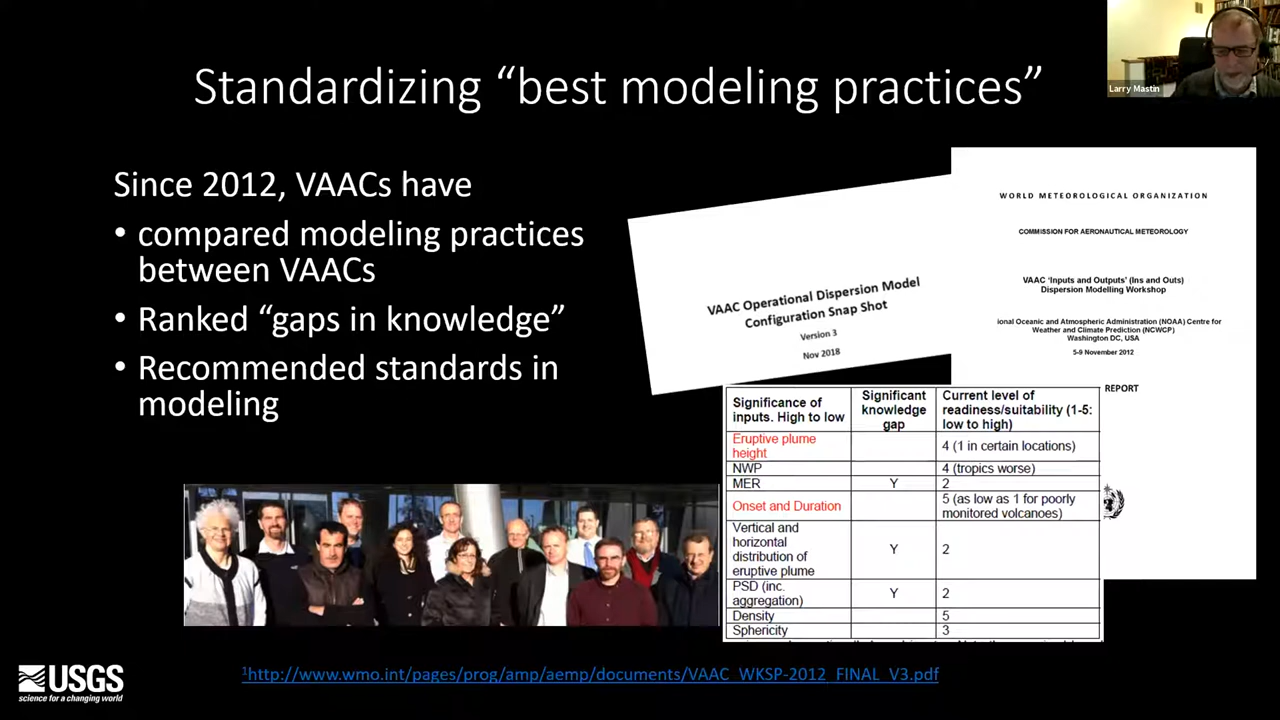 Standardizing “best modeling practices”
Larry Mastin
Since 2012, VAACs have
• compared modeling practices
between VAACs
• Ranked “gaps in knowledge”
• Recommended standards in
modeling
VAAC Operational Dispersion Model
Configuration Snap Shot
Version 3
Nov 2018
WORLD METEOROLOGICAL ORGANIZATION
COMMISSION FOR AERONAUTICAL METEOROLOGY
VAAC 'Inputs and Outputs' (Ins and Outs)
Dispersion Modelling Workshop
ional Oceanic and Atmospheric Administration (NOAA) Centre for
Weather and Climate Prediction (NCWCP)
Washington DC, USA
5-9 November 2012
REPORT
Significance of
inputs. High to low
Significant
knowledge
gap
Current level of
readiness/suitability (1-5:
low to high)
Eruptive plume
height
4 (1 in certain locations)
NWP
4 (tropics worse)
MER
Y
2
Onset and Duration
5 (as low as 1 for poorly
monitored volcanoes)
Vertical and
horizontal
distribution of
eruptive plume
Y
2
PSD (inc.
aggregation)
Y
2
Density
5
Sphericity
3
USGS
science for a changing world
¹http://www.wmo.int/pages/prog/amp/aemp/documents/VAAC_WKSP-2012_FINAL_V3.pdf